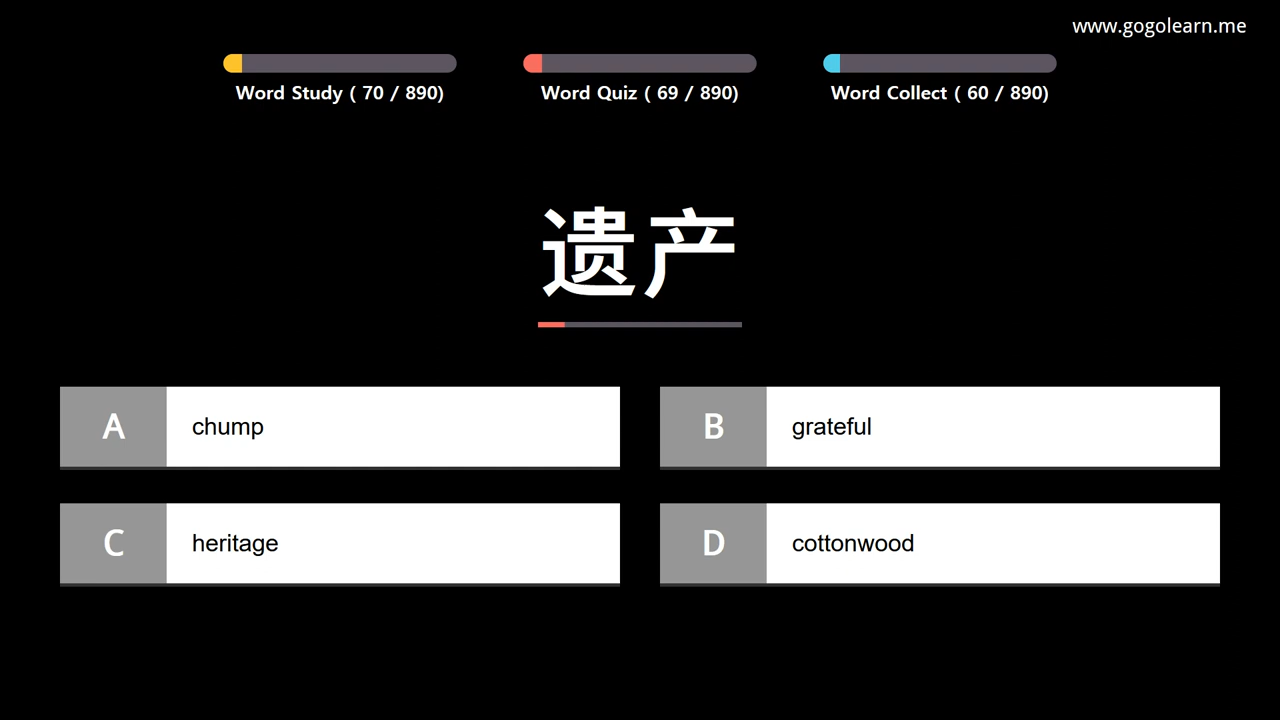 www.gogolearn.me
Word Study ( 70 / 890)
Word Quiz ( 69 / 890)
Word Collect ( 60 / 890)
遗产
A chump
B grateful
C heritage
D cottonwood